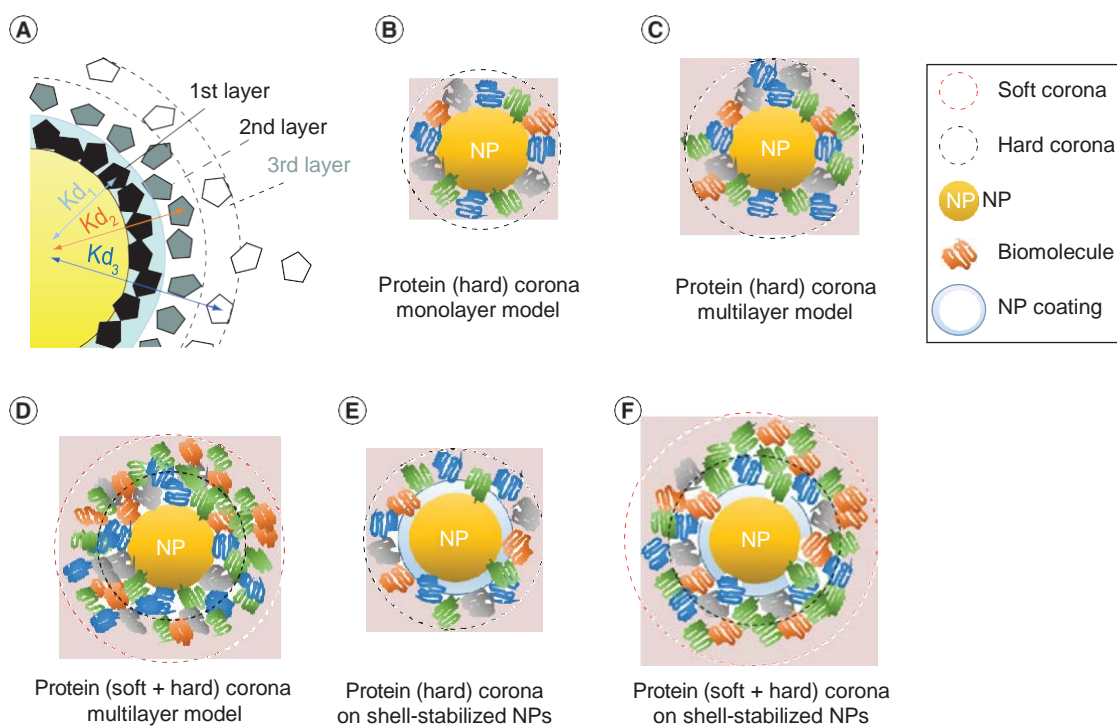 A
1st layer
2nd layer
3rd layer
Kd1
Kd2
Kd3
B
NP
Protein (hard) corona
monolayer model
C
NP
Protein (hard) corona
multilayer model
Soft corona
Hard corona
NP NP
Biomolecule
NP coating
D
NP
Protein (soft + hard) corona
multilayer model
E
NP
Protein (hard) corona
on shell-stabilized NPs
F
NP
Protein (soft + hard) corona
on shell-stabilized NPs